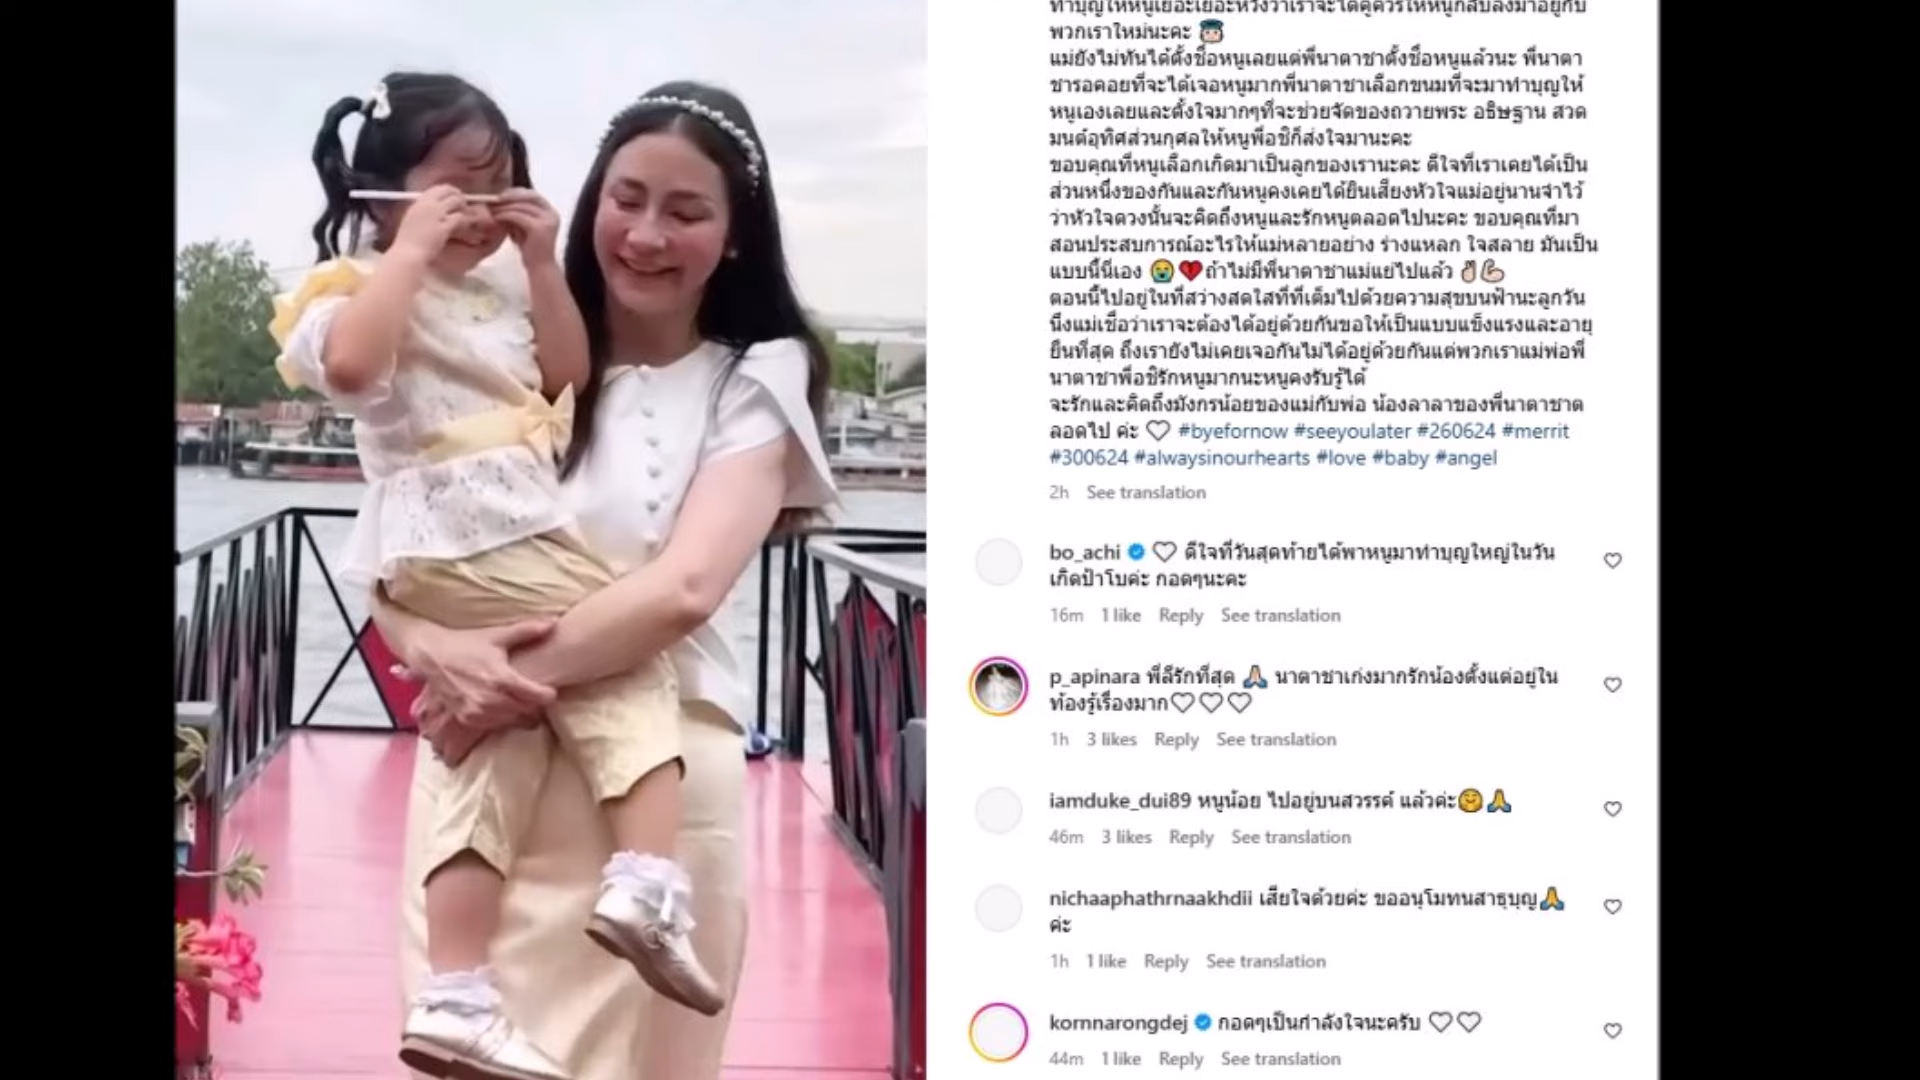 ทำบุญให้หนูเยอะเยอะหวังว่าเราจะได้คู่ควรให้หนูกลับลงมาอยู่กับ
พวกเราใหม่นะคะ 👼🏻
แม่ยังไม่ทันได้ตั้งชื่อหนูเลยแต่พี่นาตาชาตั้งชื่อหนูแล้วนะ พี่นาตา
ชารอคอยที่จะได้เจอหนูมากพี่นาตาชาเลือกขนมที่จะมาทำบุญให้
หนูเองเลยและตั้งใจมากๆที่จะช่วยจัดของถวายพระ อธิษฐาน สวด
มนต์อุทิศส่วนกุศลให้หนูพี่อชิก็ส่งใจมานะคะ
ขอบคุณที่หนูเลือกเกิดมาเป็นลูกของเรานะคะ ดีใจที่เราเคยได้เป็น
ส่วนหนึ่งของกันและกันหนูคงเคยได้ยินเสียงหัวใจแม่อยู่นานจำไว้
ว่าหัวใจดวงนั้นจะคิดถึงหนูและรักหนูตลอดไปนะคะ ขอบคุณที่มา
สอนประสบการณ์อะไรให้แม่หลายอย่าง ร่างแหลก ใจสลาย มันเป็น
แบบนี้นี่เอง 😭💔ถ้าไม่มีพี่นาตาชาแม่แย่ไปแล้ว ✌🏻💪🏻
ตอนนี้ไปอยู่ในที่สว่างสดใสที่ที่เต็มไปด้วยความสุขบนฟ้านะลูกวัน
นึงแม่เชื่อว่าเราจะต้องได้อยู่ด้วยกันขอให้เป็นแบบแข็งแรงและอายุ
ยืนที่สุด ถึงเรายังไม่เคยเจอกันไม่ได้อยู่ด้วยกันแต่พวกเราแม่พ่อพี่
นาตาชาพี่อชิรักหนูมากนะหนูคงรับรู้ได้
จะรักและคิดถึงมังกรน้อยของแม่กับพ่อ น้องลาลาของพี่นาตาชาต
ลอดไป ค่ะ 🤍 #byefornow #seeyoulater #260624 #merrit
#300624 #alwaysinourhearts #love #baby #angel
2h See translation
bo_achi 🤍 ดีใจที่วันสุดท้ายได้พาหนูมาทำบุญใหญ่ในวัน
เกิดป้าโบค่ะ กอดๆนะคะ
16m 1 like Reply See translation
p_apinara พี่ลีรักที่สุด 🙏🏻 นาตาชาเก่งมากรักน้องตั้งแต่อยู่ใน
ท้องรู้เรื่องมาก🤍🤍🤍
1h 3 likes Reply See translation
iamduke_dui89 หนูน้อย ไปอยู่บนสวรรค์ แล้วค่ะ🤗🙏
46m 3 likes Reply See translation
nichaaphathrnaakhdii เสียใจด้วยค่ะ ขออนุโมทนสาธุบุญ🙏
ค่ะ
1h 1 like Reply See translation
kornnarongdej กอดๆเป็นกำลังใจนะครับ 🤍🤍
44m 1 like Reply See translation